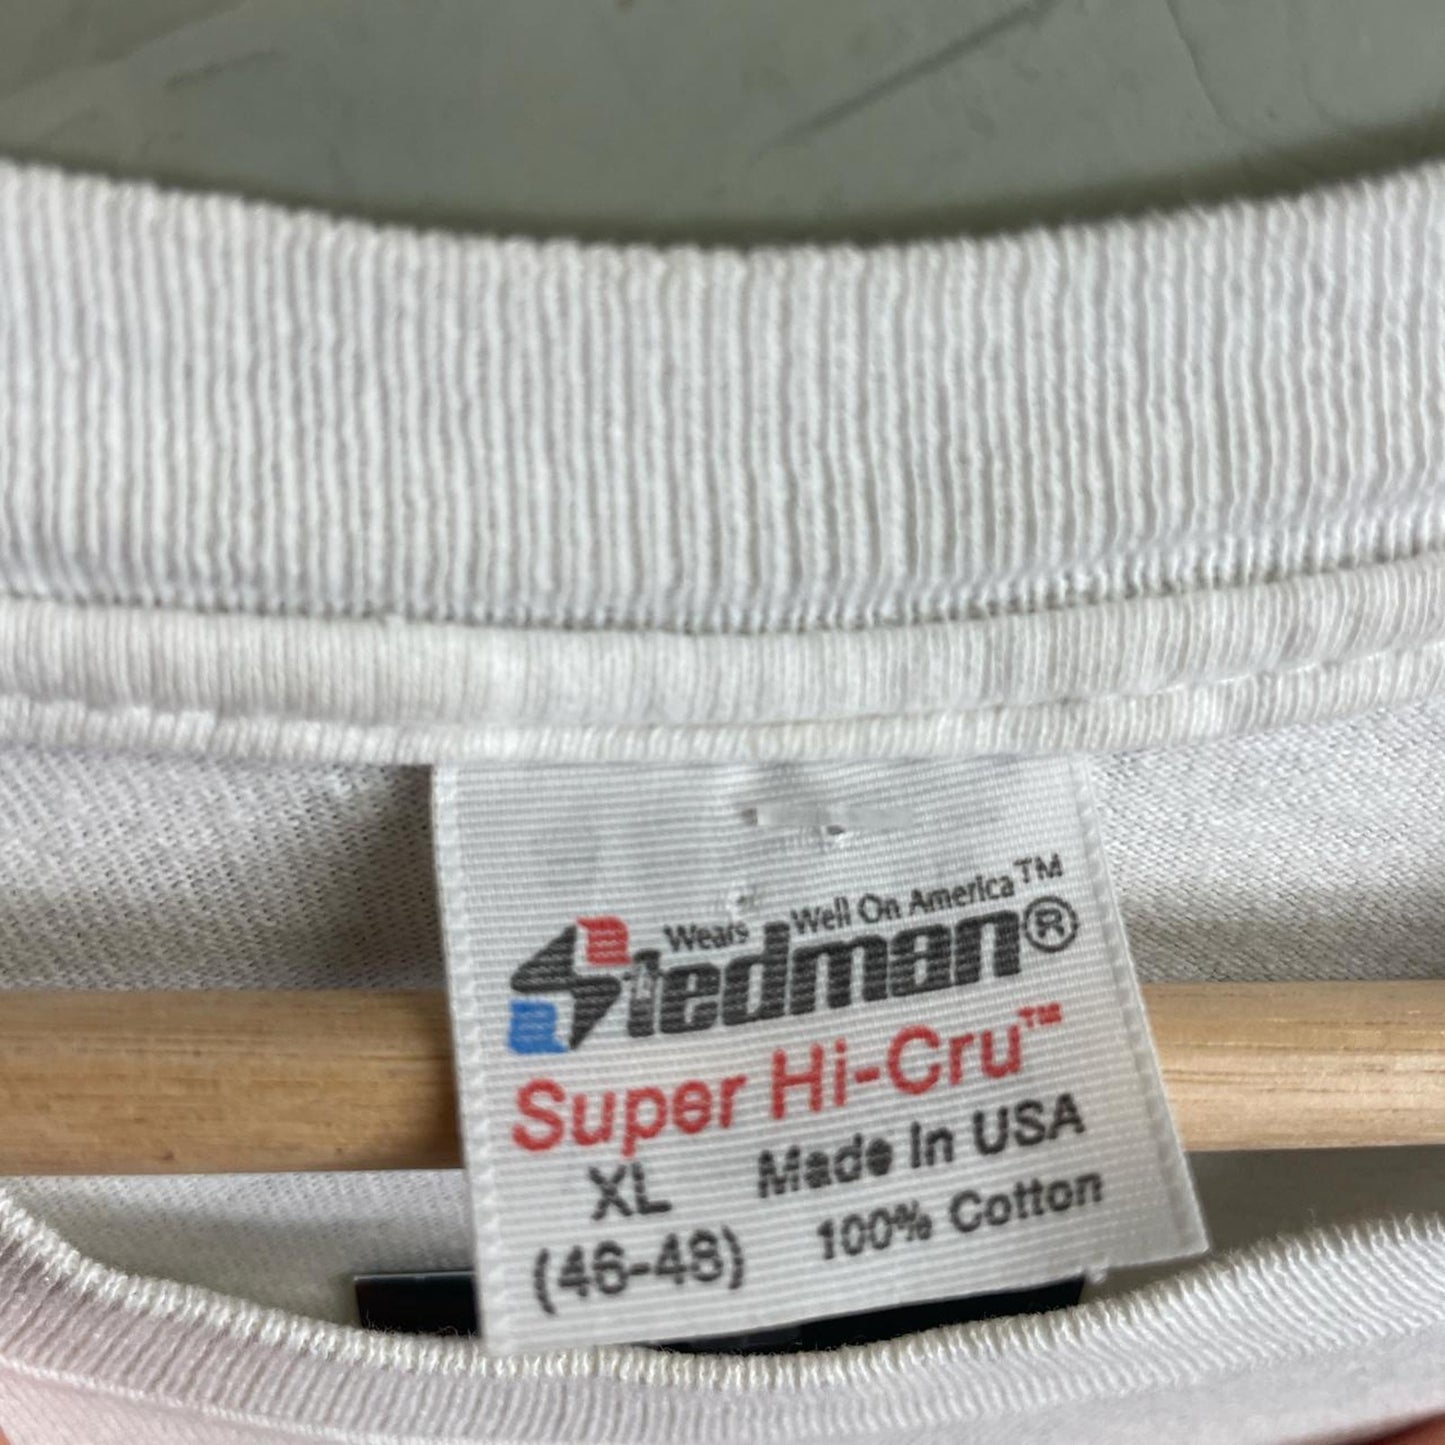 Wears Well On America™
Stedman®
Super Hi-Cru™
XL Made In USA
(46-48) 100% Cotton